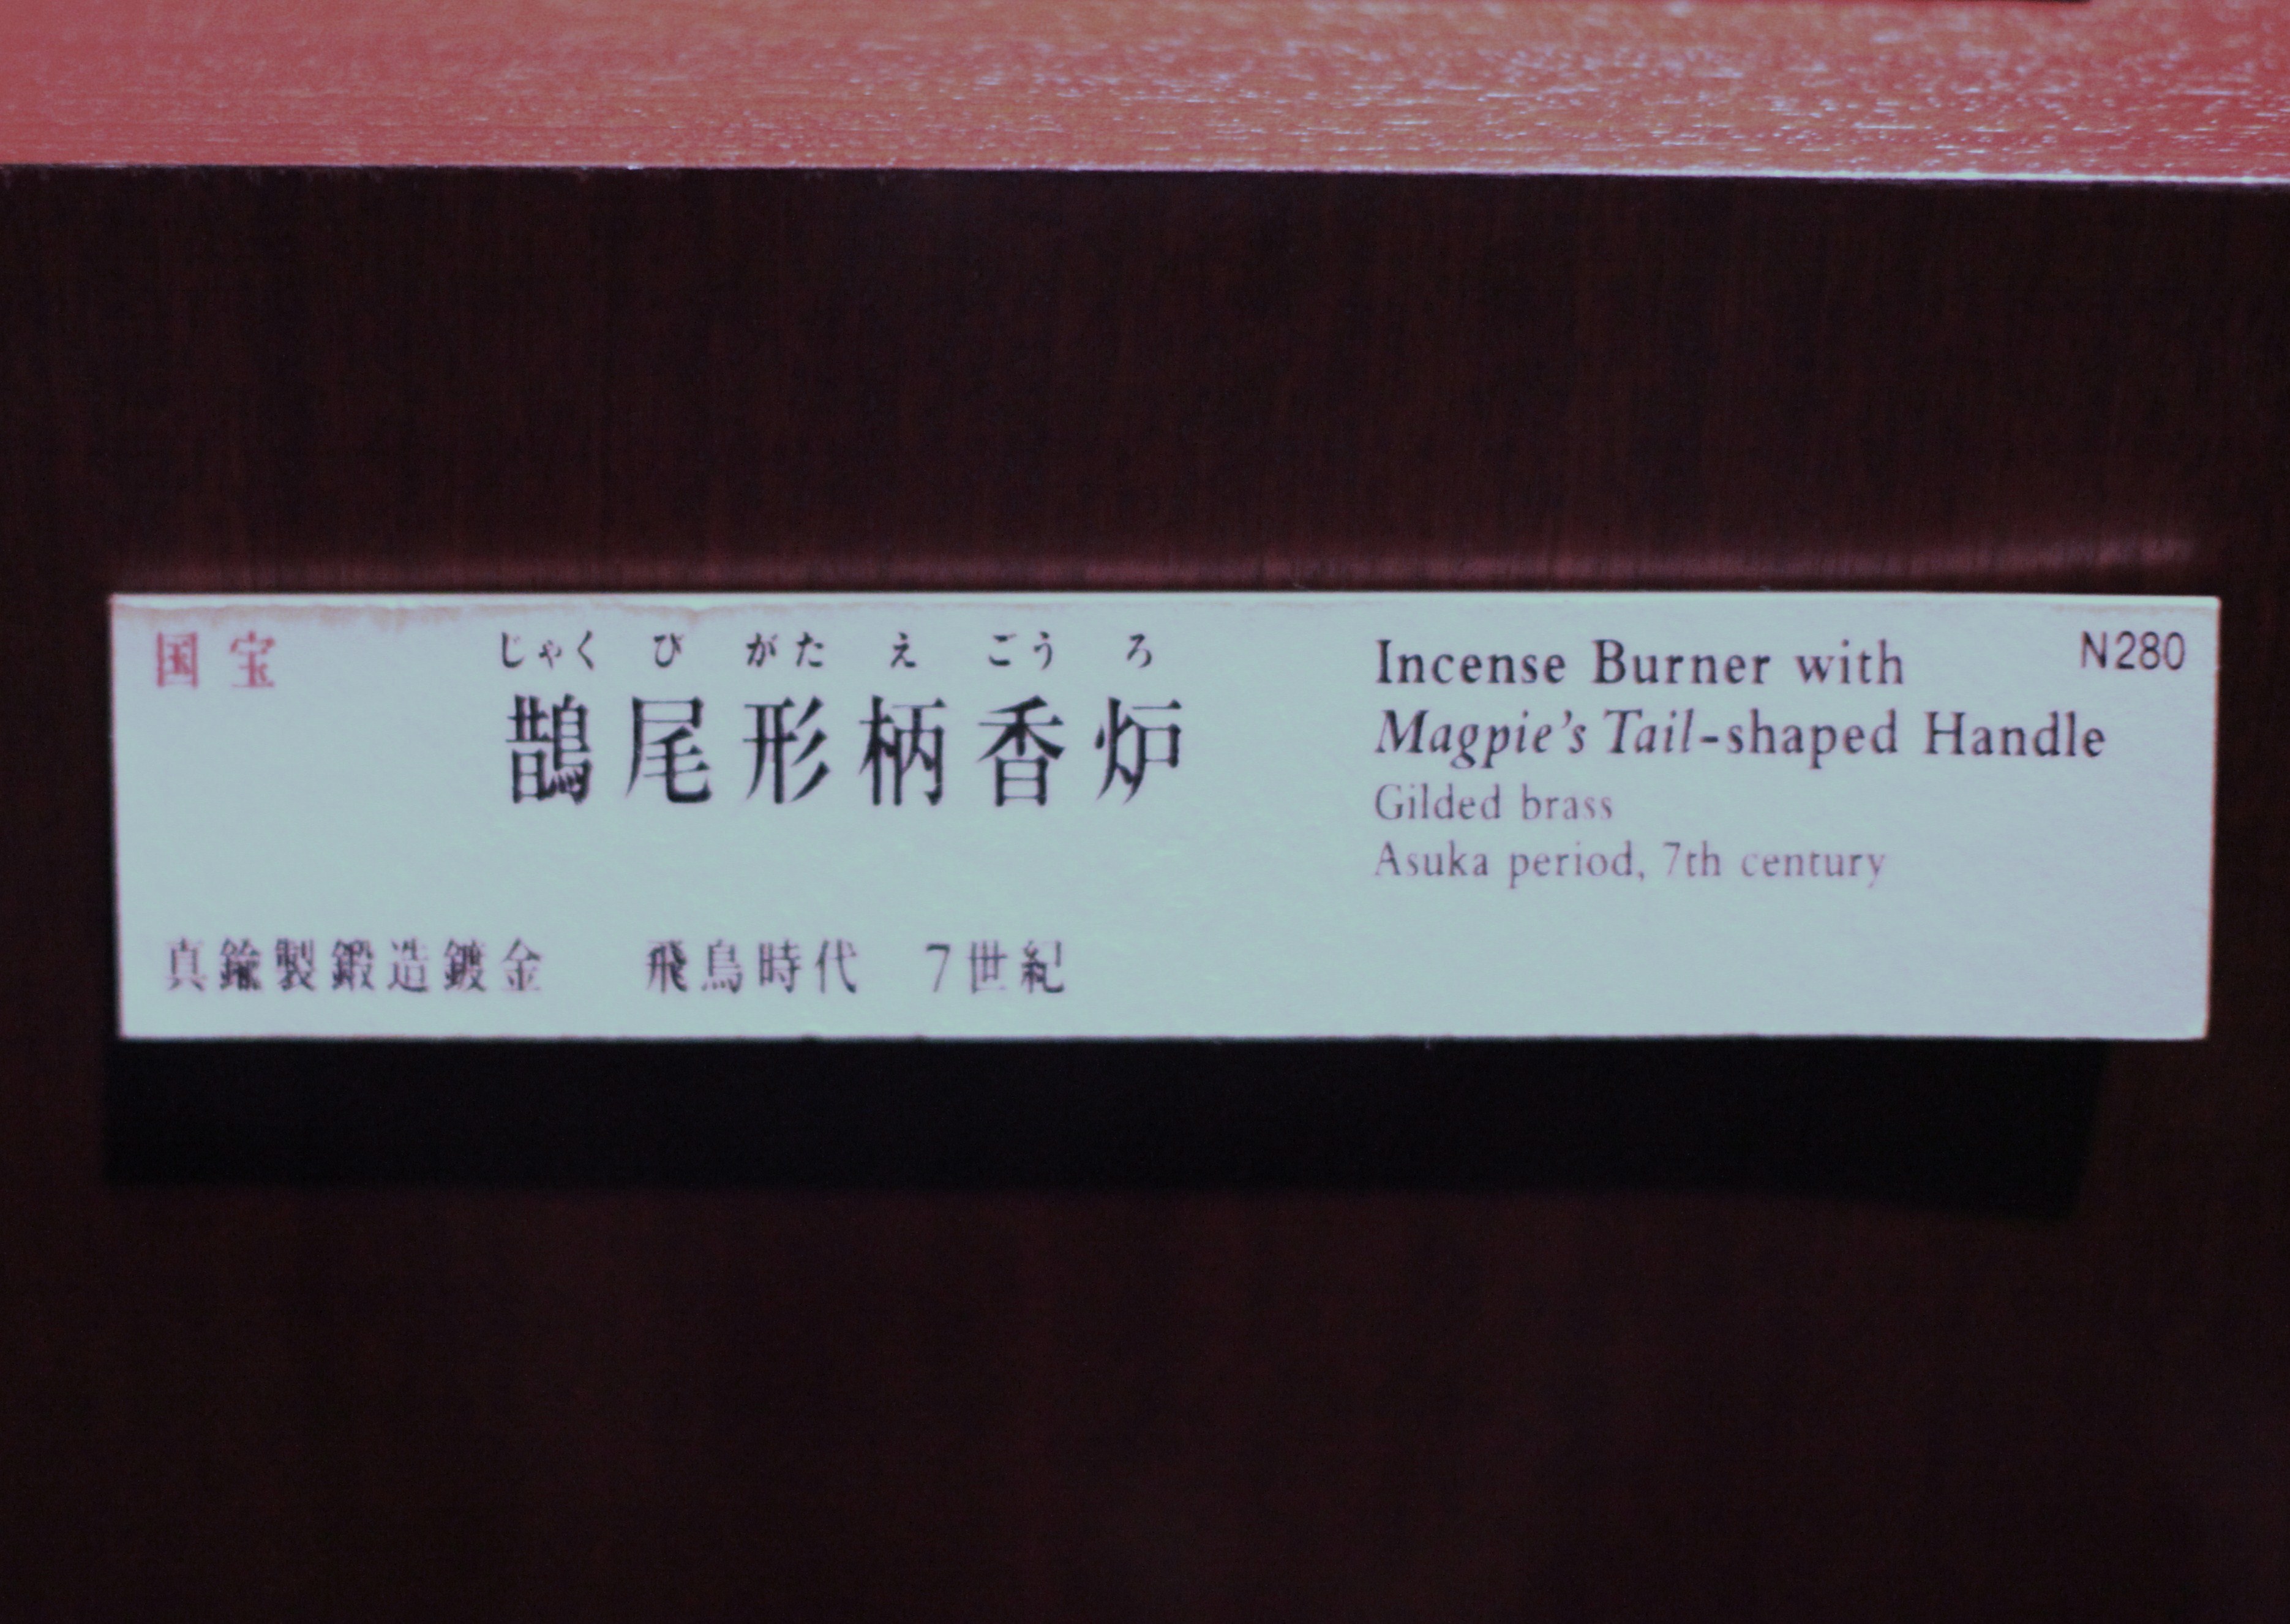 国宝
じゃくびがたえごうろ
鵲尾形柄香炉
真鍮製鍛造鍍金 飛鳥時代 7世紀
N280
Incense Burner with
Magpie's Tail-shaped Handle
Gilded brass
Asuka period, 7th century